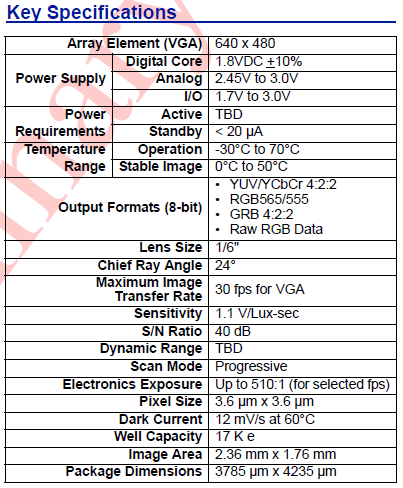 Key Specifications
Array Element (VGA) 640 x 480
Power Supply Digital Core 1.8VDC ±10%
Analog 2.45V to 3.0V
I/O 1.7V to 3.0V
Power Requirements Active TBD
Standby < 20 µA
Temperature Range Operation -30°C to 70°C
Stable Image 0°C to 50°C
Output Formats (8-bit)
• YUV/YCbCr 4:2:2
• RGB565/555
• GRB 4:2:2
• Raw RGB Data
Lens Size 1/6"
Chief Ray Angle 24°
Maximum Image
Transfer Rate 30 fps for VGA
Sensitivity 1.1 V/Lux-sec
S/N Ratio 40 dB
Dynamic Range TBD
Scan Mode Progressive
Electronics Exposure Up to 510:1 (for selected fps)
Pixel Size 3.6 µm x 3.6 µm
Dark Current 12 mV/s at 60°C
Well Capacity 17 K e
Image Area 2.36 mm x 1.76 mm
Package Dimensions 3785 µm x 4235 µm